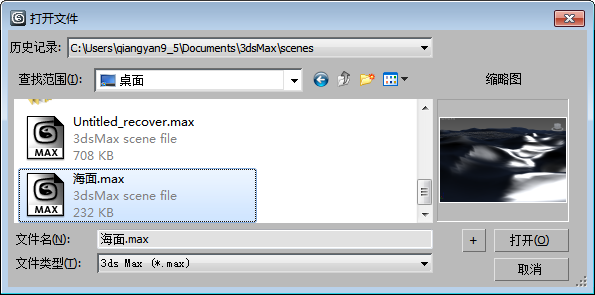 打开文件
历史记录: C:\Users\qiangyan9_5\Documents\3dsMax\scenes
查找范围(I): 桌面
缩略图
Untitled_recover.max
3dsMax scene file
708 KB
MAX
海面.max
3dsMax scene file
232 KB
MAX
文件名(N): 海面.max
+ 打开(O)
文件类型(T): 3ds Max (*.max)
取消